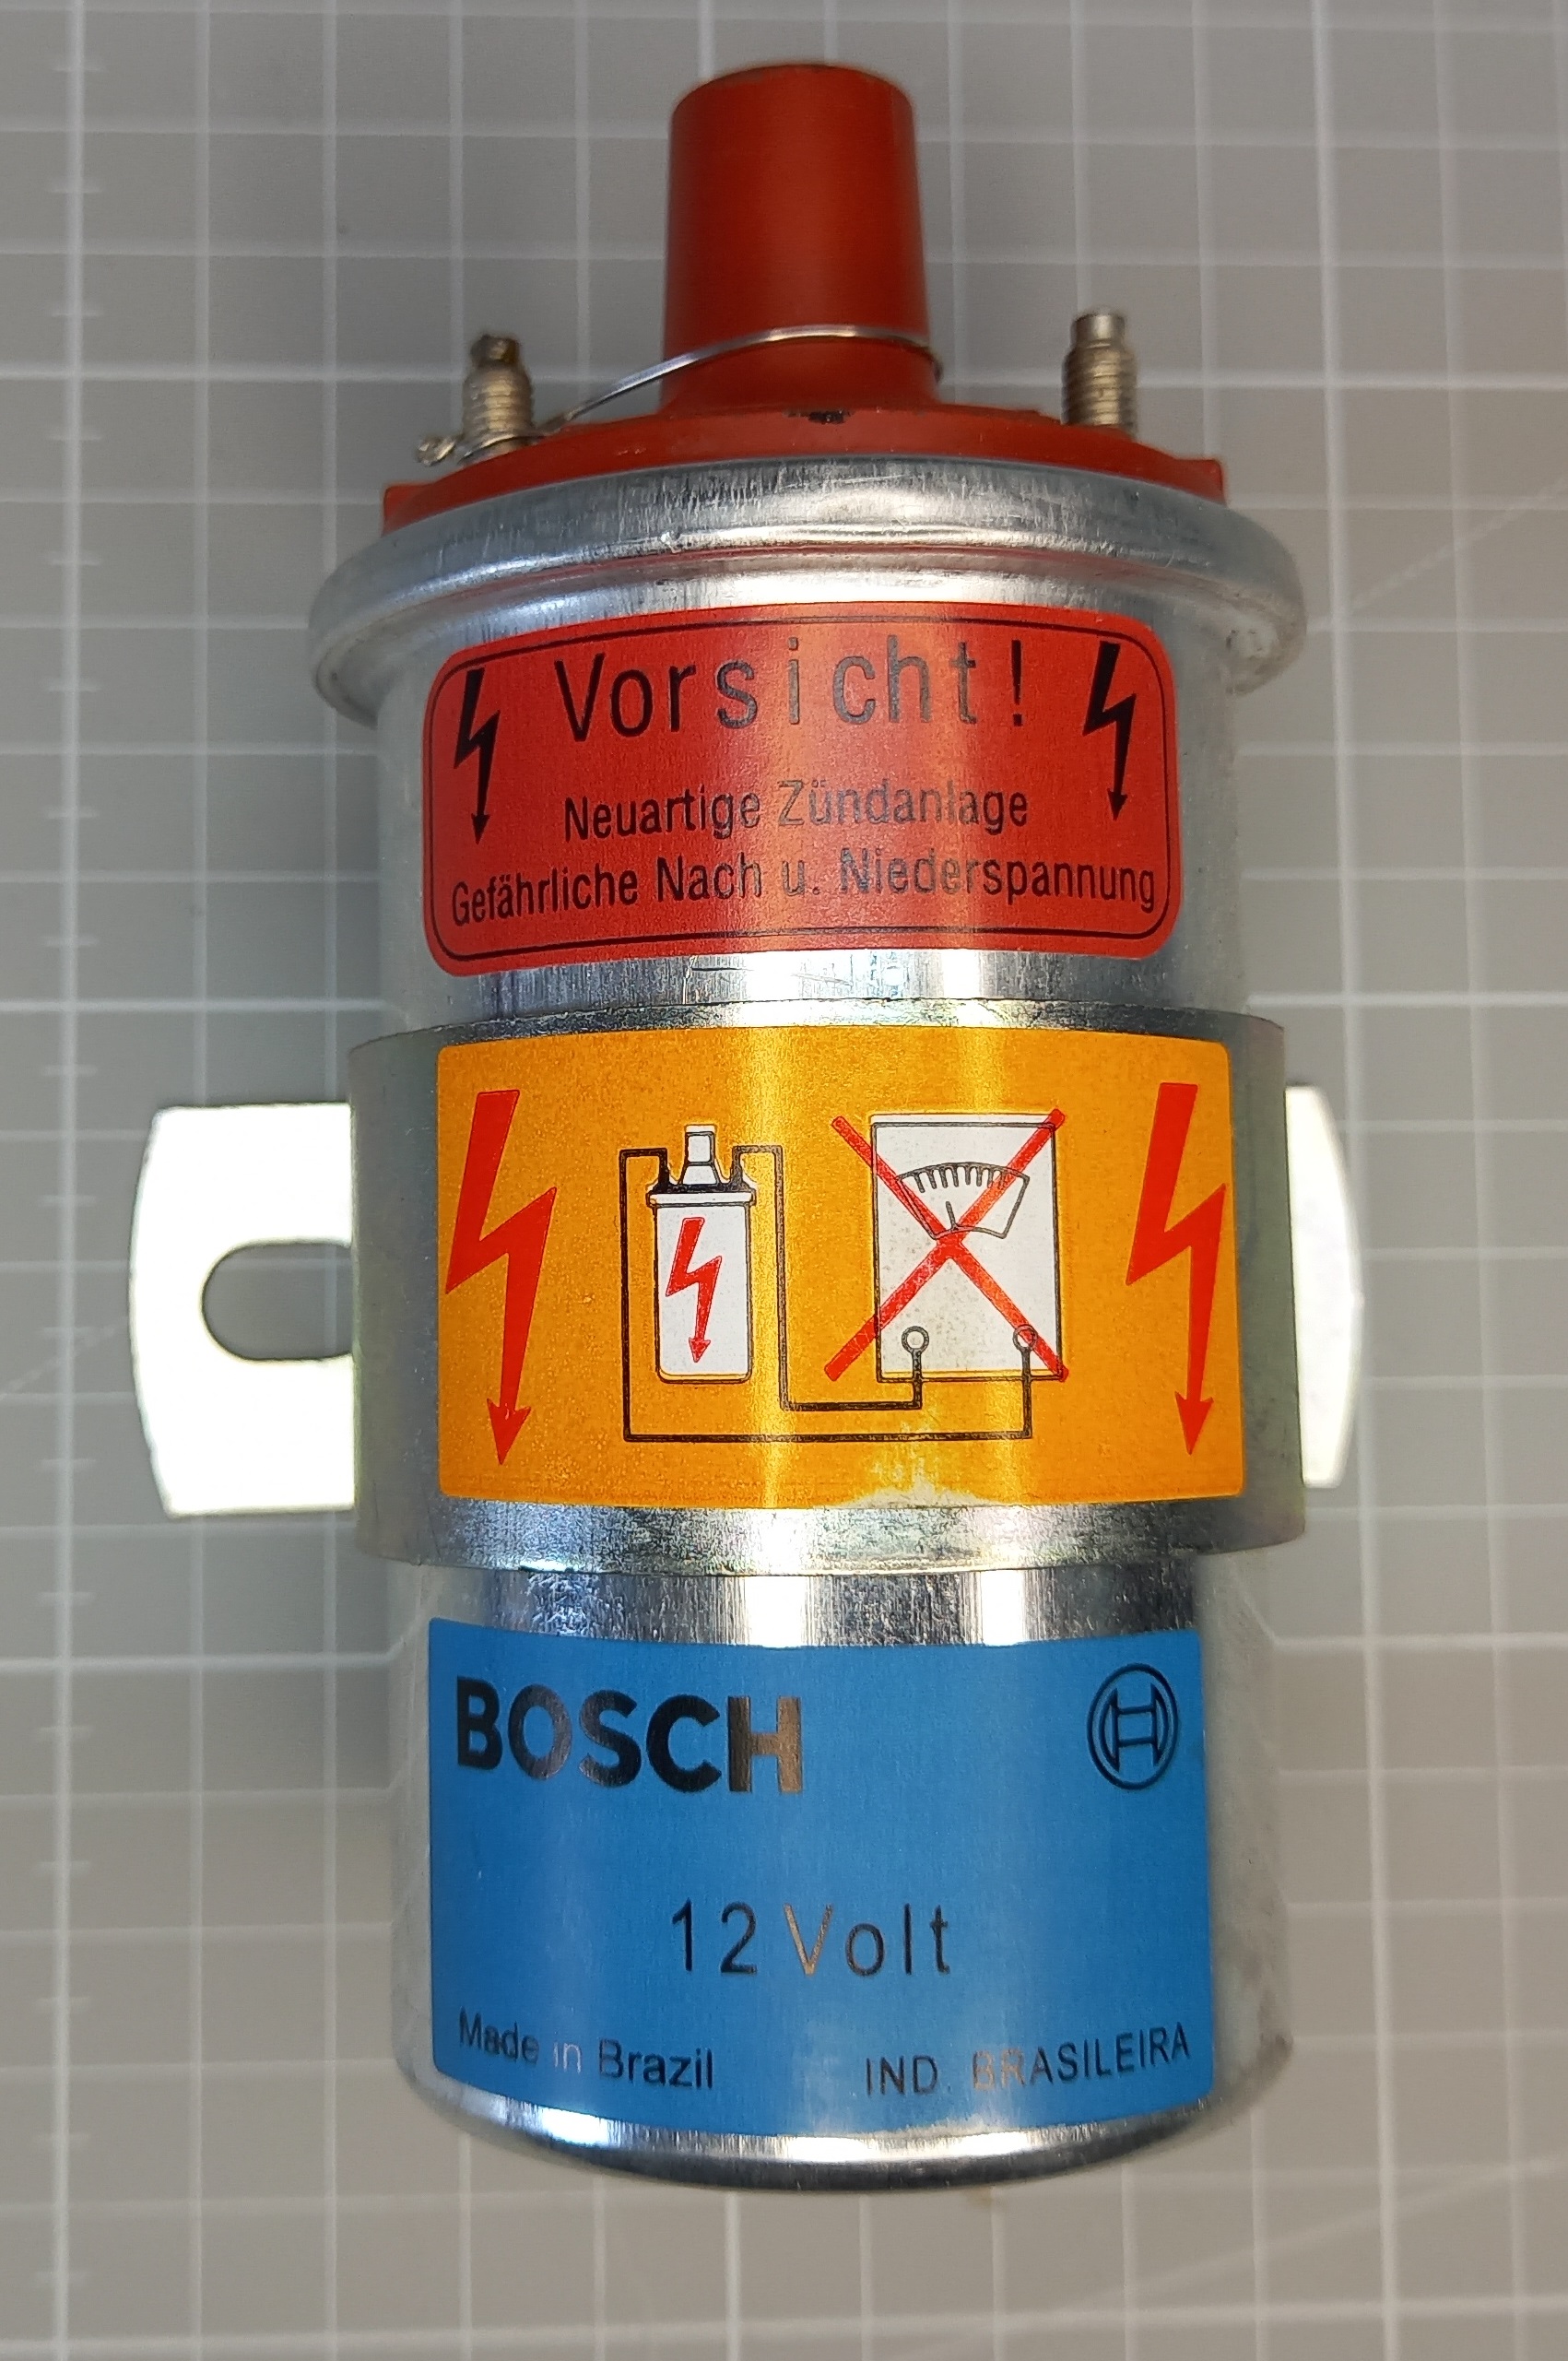 Vorsicht!
Neuartige Zündanlage
Gefährliche Nach u. Niederspannung
BOSCH
12 Volt
Made in Brazil
IND. BRASILEIRA